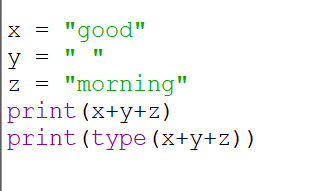 x = "good"
y = " "
z = "morning"
print(x+y+z)
print(type(x+y+z))